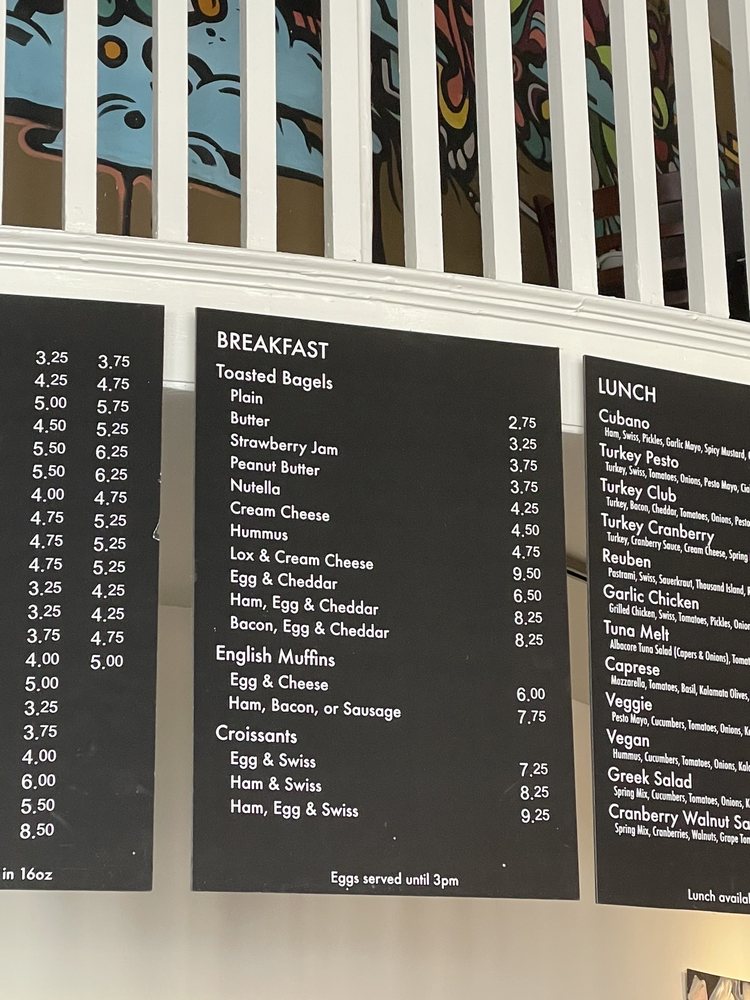 3.25 3.75
4.25 4.75
5.00 5.75
4.50 5.25
5.50 6.25
5.50 6.25
4.00 4.75
4.75 5.25
4.75 5.25
4.75 5.25
3.25 4.25
3.25 4.25
3.75 4.75
4.00 5.00
5.00
3.25
3.75
4.00
6.00
5.50
8.50
in 16oz
BREAKFAST
Toasted Bagels
Plain 2.75
Butter 3.25
Strawberry Jam 3.75
Peanut Butter 3.75
Nutella 4.25
Cream Cheese 4.50
Hummus 4.75
Lox & Cream Cheese 9.50
Egg & Cheddar 6.50
Ham, Egg & Cheddar 8.25
Bacon, Egg & Cheddar 8.25
English Muffins
Egg & Cheese 6.00
Ham, Bacon, or Sausage 7.75
Croissants
Egg & Swiss 7.25
Ham & Swiss 8.25
Ham, Egg & Swiss 9.25
Eggs served until 3pm
LUNCH
Cubano
Ham, Swiss, Pickles, Garlic Mayo, Spicy Mustard,
Turkey Pesto
Turkey, Swiss, Tomatoes, Onions, Pesto Mayo,
Turkey Club
Turkey, Bacon, Cheddar, Tomatoes, Onions, Pesto
Turkey Cranberry
Turkey, Cranberry Sauce, Cream Cheese, Spring
Reuben
Pastrami, Swiss, Sauerkraut, Thousand Island,
Garlic Chicken
Grilled Chicken, Swiss, Tomatoes, Pickles,
Tuna Melt
Albacore Tuna Salad (Capers & Onions),
Caprese
Mozzarella, Tomatoes, Basil, Kalamata Olives,
Veggie
Pesto Mayo, Cucumbers, Tomatoes, Onions,
Vegan
Hummus, Cucumbers, Tomatoes, Onions,
Greek Salad
Spring Mix, Cucumbers, Tomatoes, Onions,
Cranberry Walnut
Spring Mix, Cranberries, Walnuts, Grape
Lunch